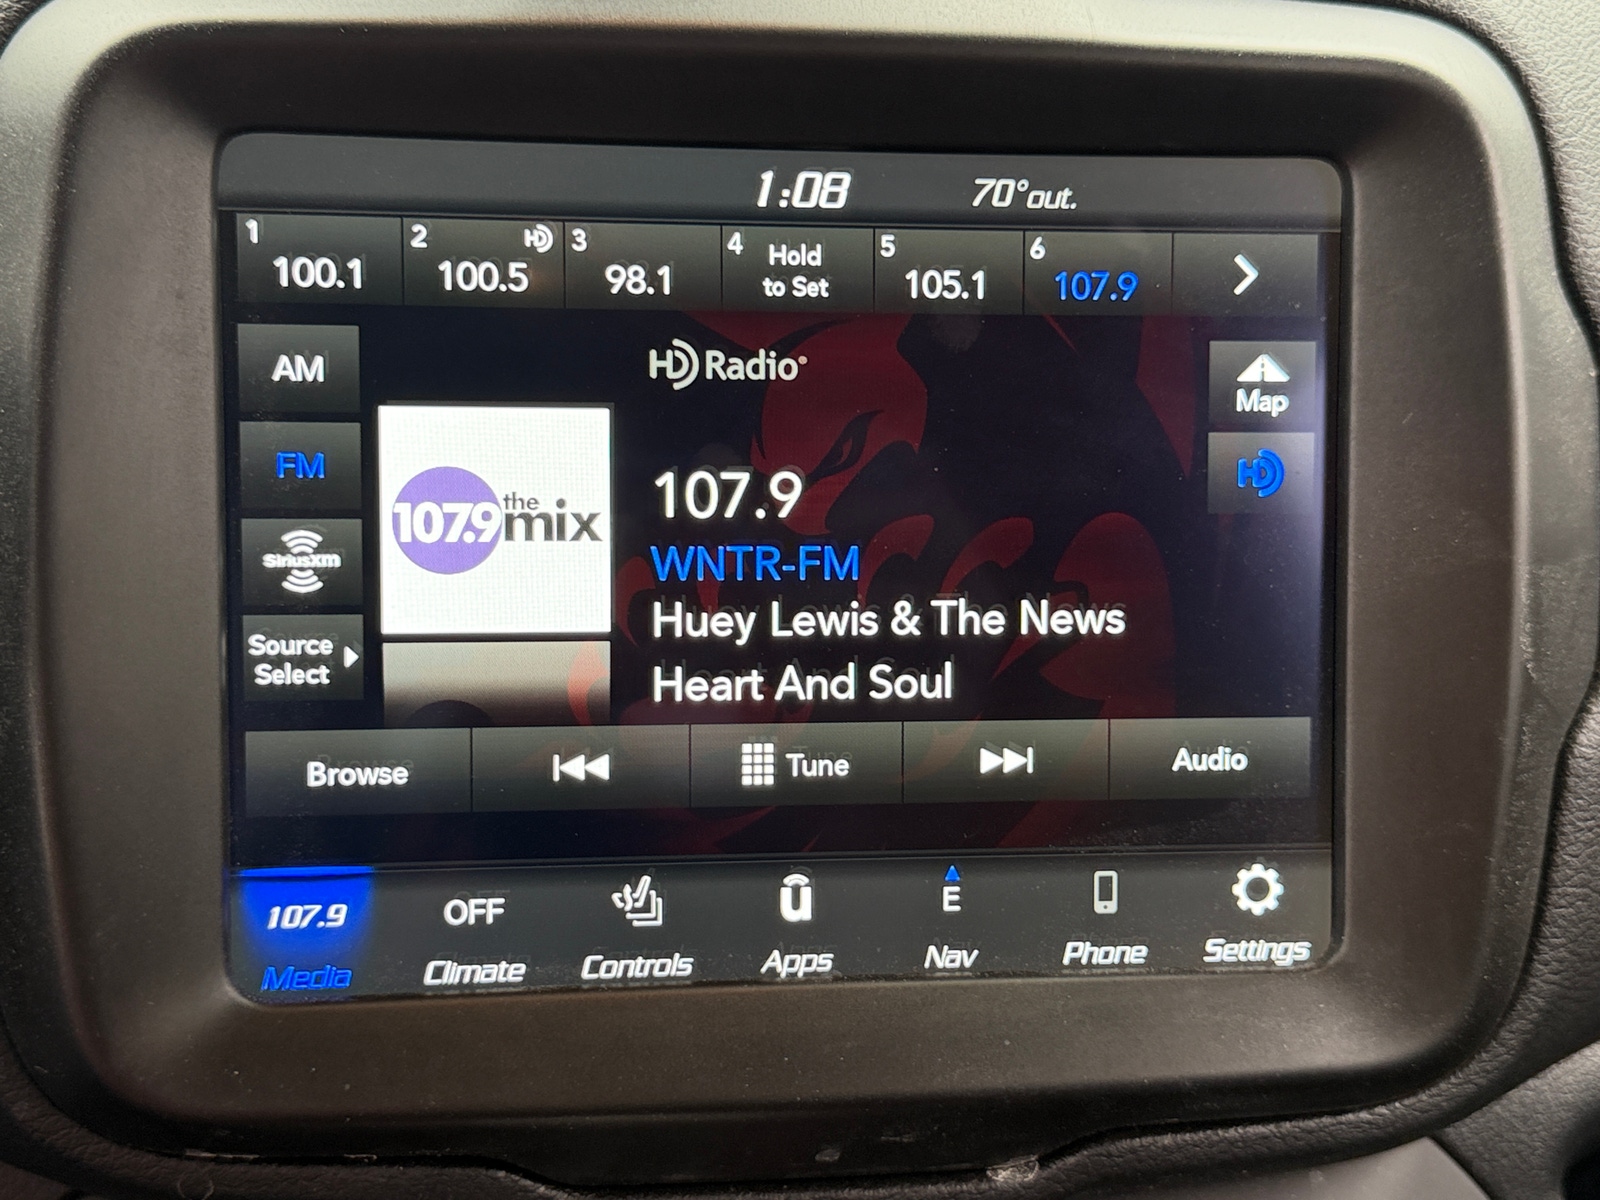 1:08 70°out.
1 100.1 2 HD 100.5 3 98.1 4 Hold to Set 5 105.1 6 107.9
AM
HD Radio
Map
FM
HD
107.9 the mix
107.9
WNTR-FM
SiriusXM
Huey Lewis & The News
Source
Select
Heart And Soul
Browse Tune Audio
107.9 OFF u E
Media Climate Controls Apps Nav Phone Settings